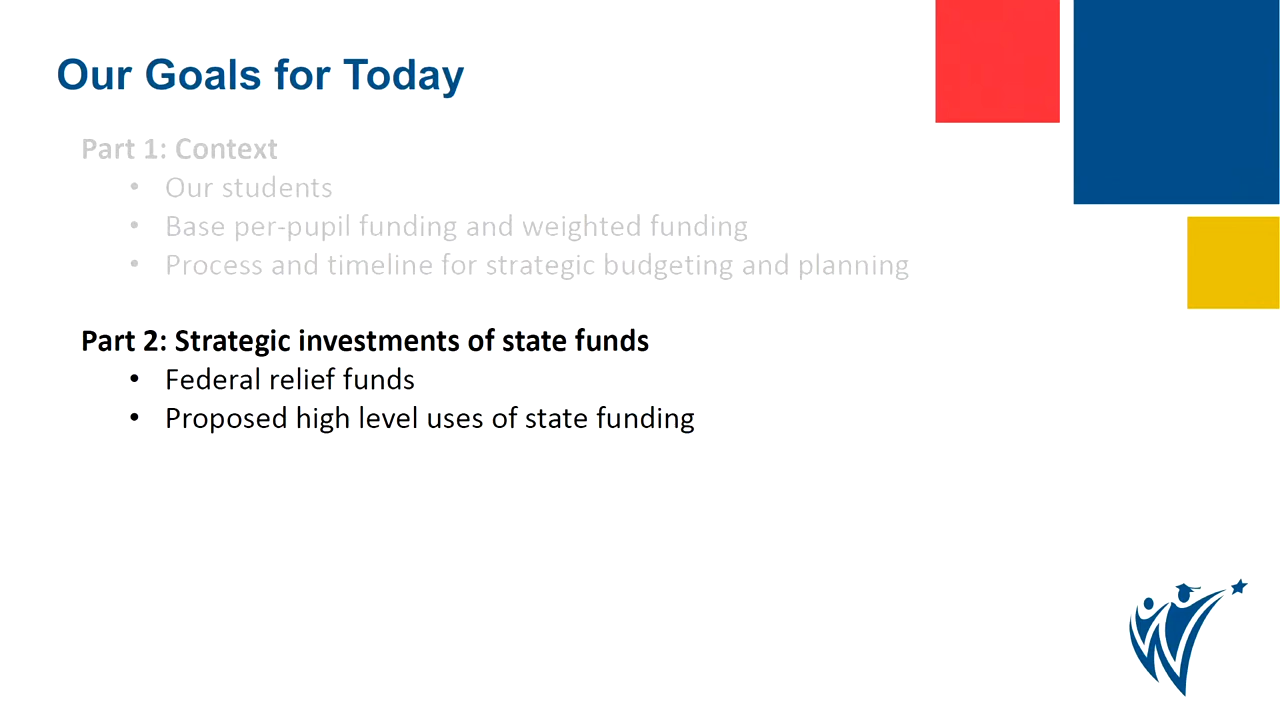 Our Goals for Today
Part 1: Context
• Our students
• Base per-pupil funding and weighted funding
• Process and timeline for strategic budgeting and planning
Part 2: Strategic investments of state funds
• Federal relief funds
• Proposed high level uses of state funding